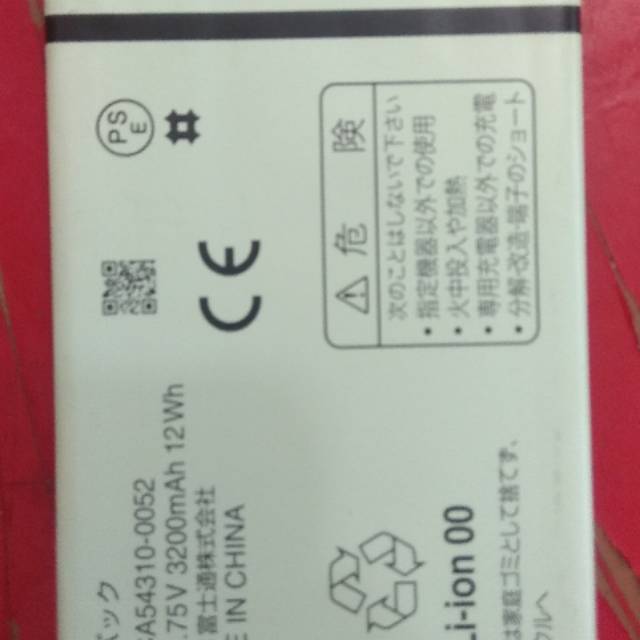 パック
A54310-0052
.75V 3200mAh 12Wh
富士通株式会社
E IN CHINA
PS
E
CE
危 険
次のことはしないで下さい
・指定機器以外での使用
・火中投入や加熱
・専用充電器以外での充電
・分解・改造・端子のショート
Li-ion 00
家庭ゴミとして捨てず、
ルへ